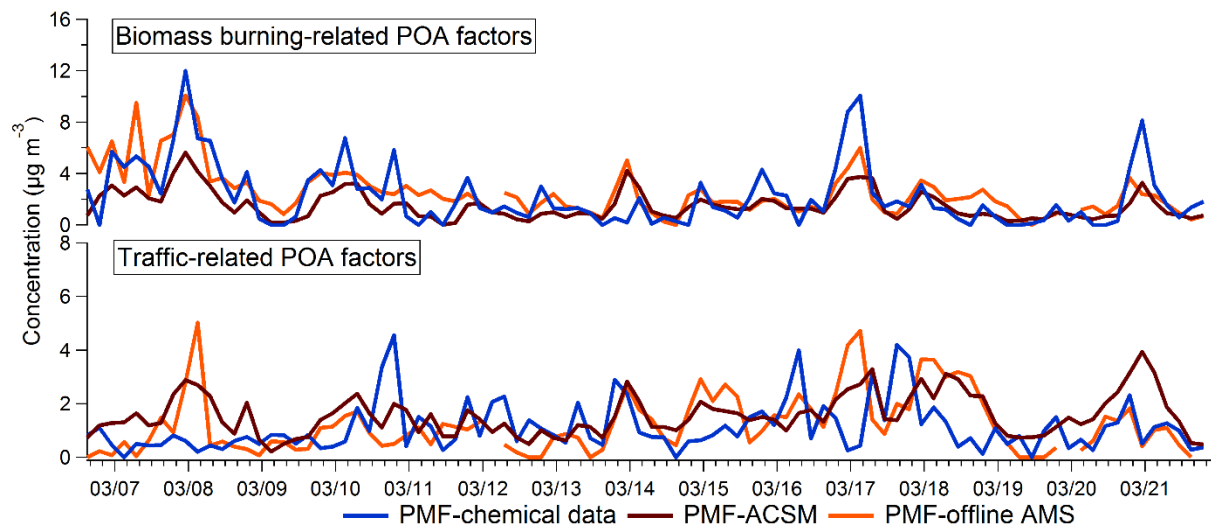 16
Biomass burning-related POA factors
12
8
4
0
Concentration (µg m⁻³)
8
Traffic-related POA factors
6
4
2
0
03/07 03/08 03/09 03/10 03/11 03/12 03/13 03/14 03/15 03/16 03/17 03/18 03/19 03/20 03/21
PMF-chemical data PMF-ACSM PMF-offline AMS